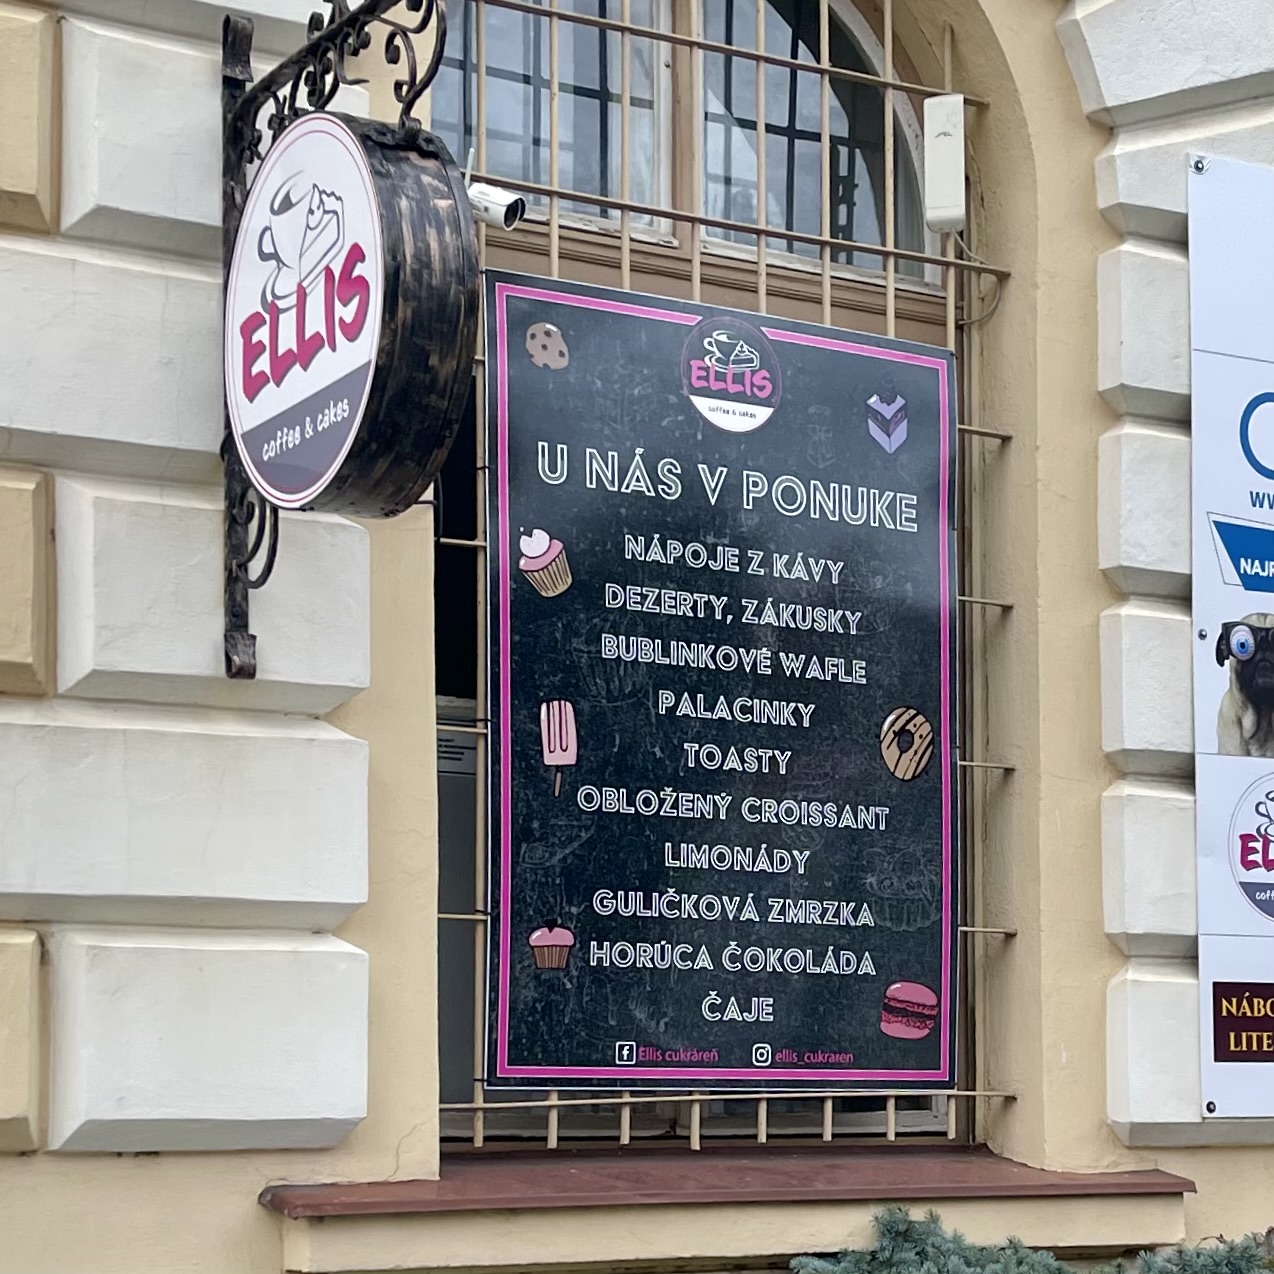 ELLIS
coffee & cakes
ELLIS
coffee & cakes
U NÁS V PONUKE
NÁPOJE Z KÁVY
DEZERTY, ZÁKUSKY
BUBLINKOVÉ WAFLE
PALACINKY
TOASTY
OBLOŽENÝ CROISSANT
LIMONÁDY
GULIČKOVÁ ZMRZKA
HORÚCA ČOKOLÁDA
ČAJE
Ellis cukráreň
ellis_cukraren